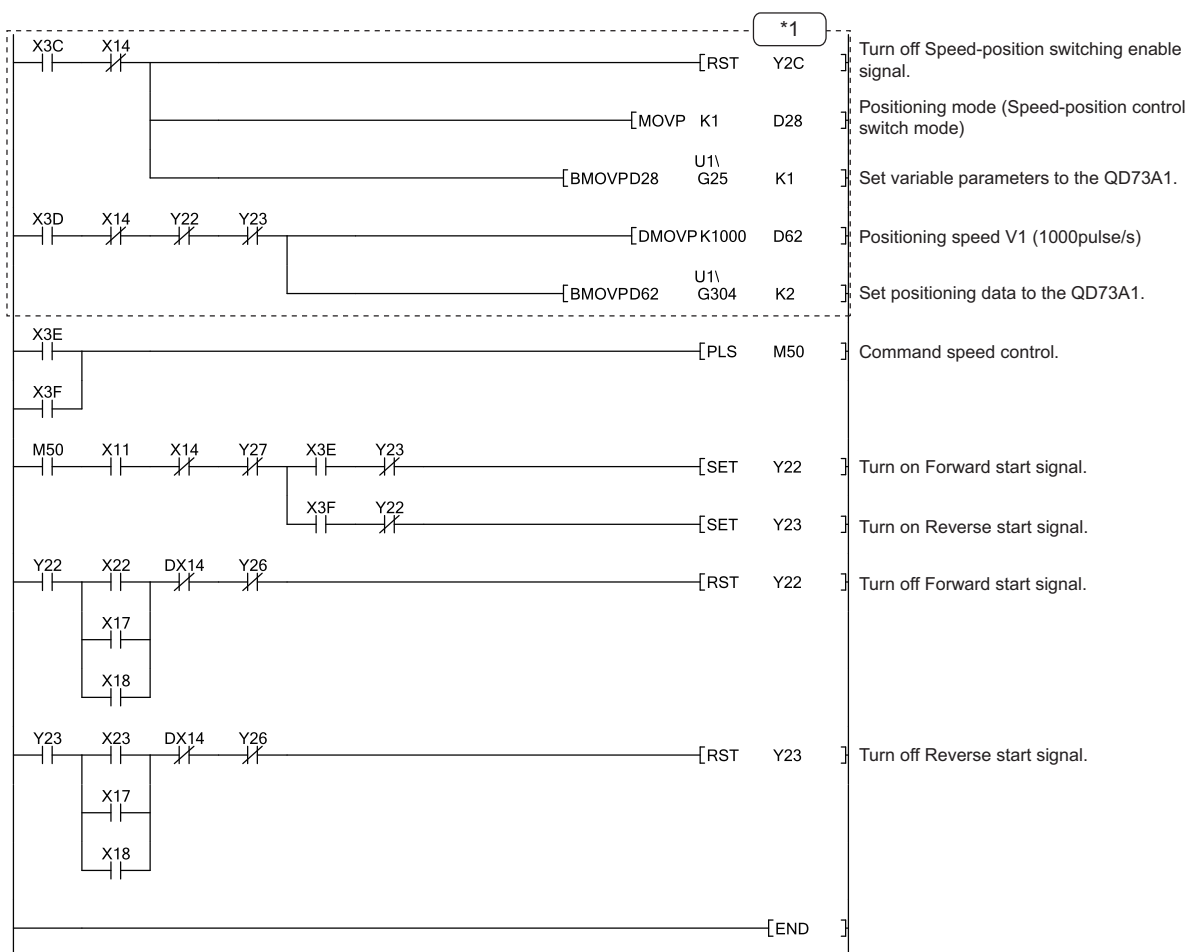 *1
X3C X14
[RST Y2C ]
Turn off Speed-position switching enable
signal.
[MOVP K1 D28 ]
Positioning mode (Speed-position control
switch mode)
U1\
[BMOVPD28 G25 K1 ]
Set variable parameters to the QD73A1.
X3D X14 Y22 Y23
[DMOVPK1000 D62 ]
Positioning speed V1 (1000pulse/s)
U1\
[BMOVPD62 G304 K2 ]
Set positioning data to the QD73A1.
X3E
[PLS M50 ]
Command speed control.
X3F
M50 X11 X14 Y27 X3E Y23
[SET Y22 ]
Turn on Forward start signal.
X3F Y22
[SET Y23 ]
Turn on Reverse start signal.
Y22 X22 DX14 Y26
[RST Y22 ]
Turn off Forward start signal.
X17
X18
Y23 X23 DX14 Y26
[RST Y23 ]
Turn off Reverse start signal.
X17
X18
[END ]